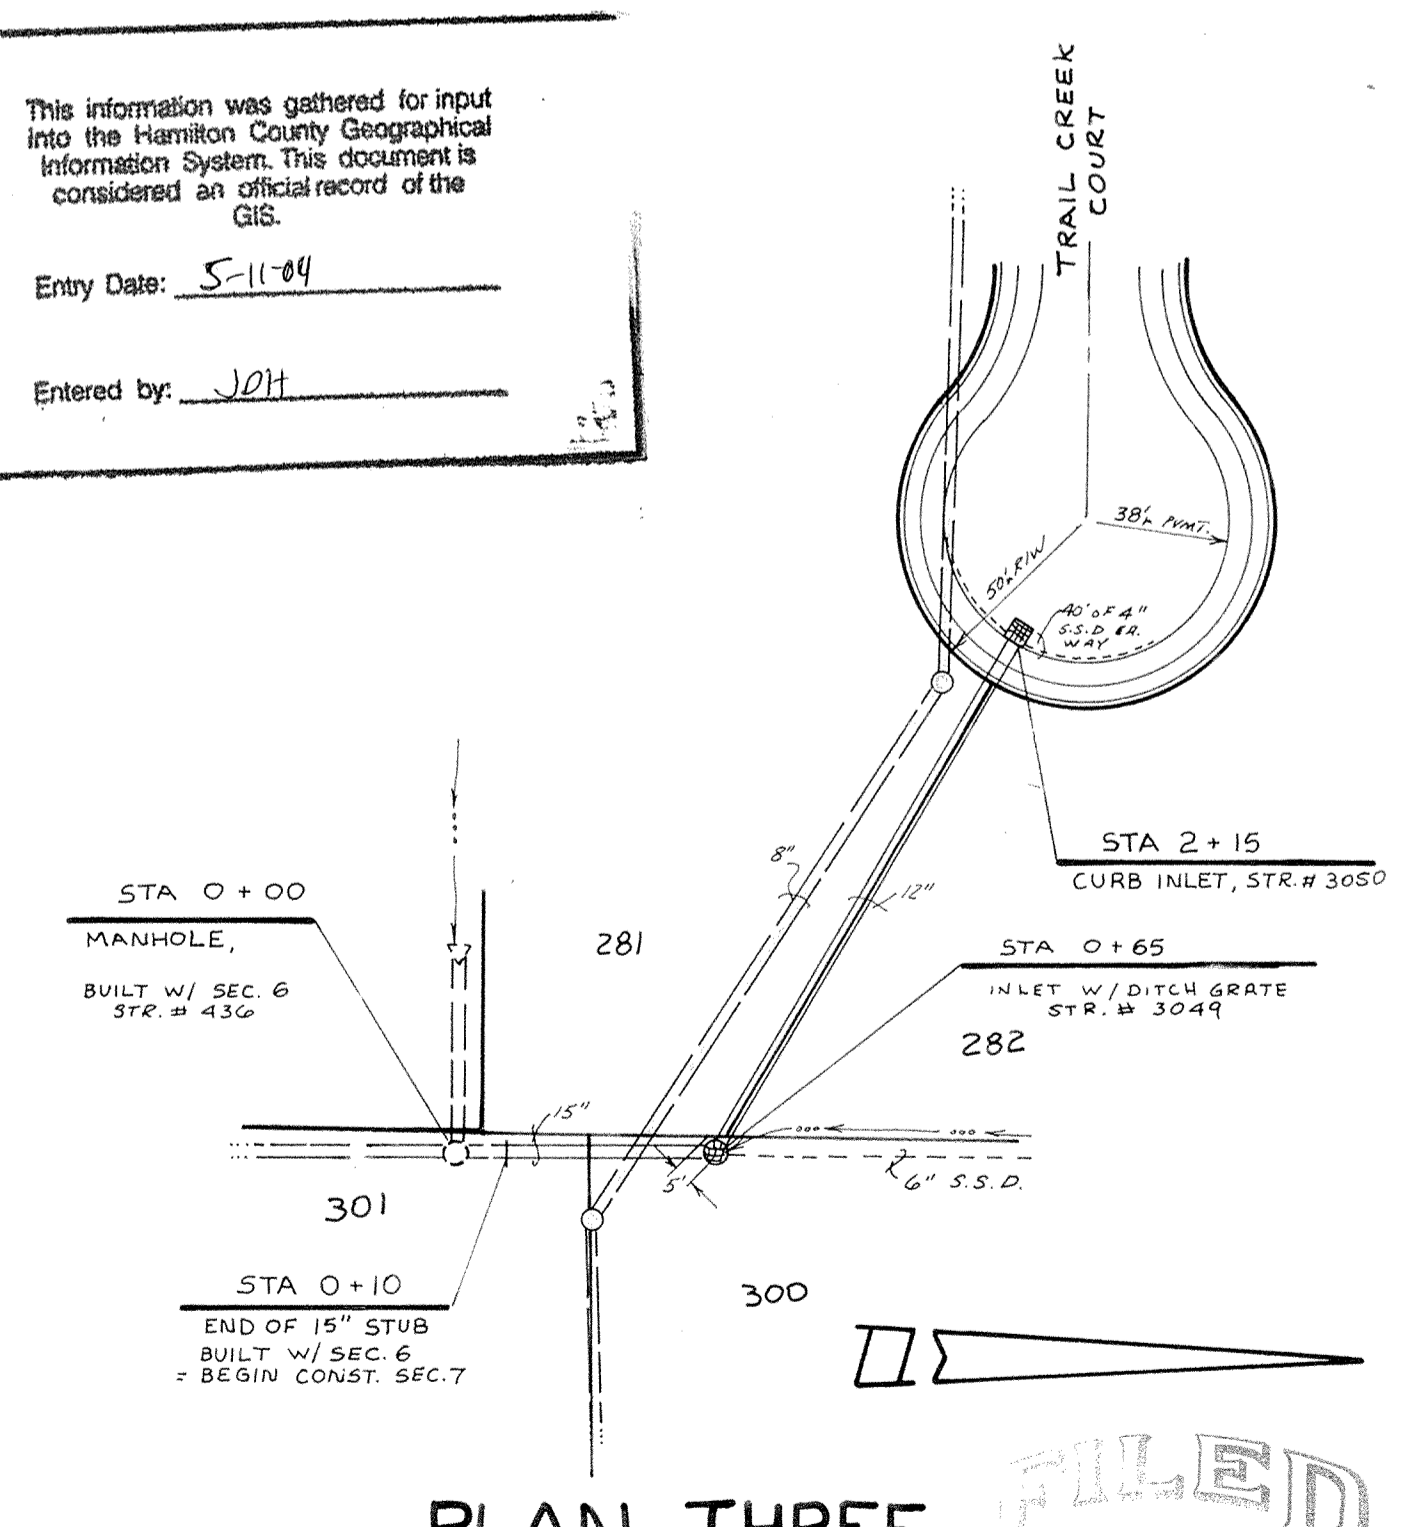 This information was gathered for input
into the Hamilton County Geographical
Information System. This document is
considered an official record of the
GIS.
Entry Date: 5-11-04
Entered by: JDH
TRAIL CREEK
COURT
38'r PVMT.
50'r R/W
40' OF 4"
S.S.D EA.
WAY
STA 2+15
CURB INLET, STR.# 3050
8"
12"
STA 0+00
MANHOLE,
BUILT W/ SEC. 6
STR. # 436
281
STA 0+65
INLET W/ DITCH GRATE
STR. # 3049
282
15"
5'
6" S.S.D.
301
STA 0+10
END OF 15" STUB
BUILT W/ SEC. 6
= BEGIN CONST. SEC.7
300
N
FILED
PLAN THREE